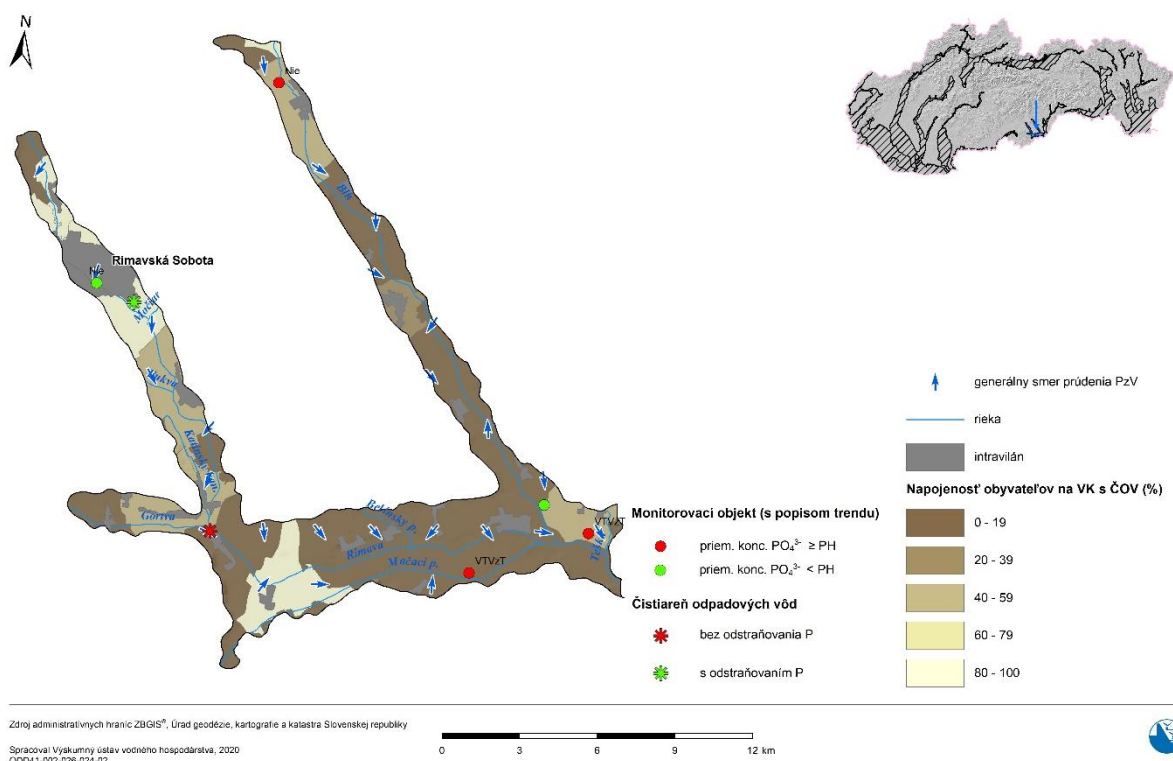 N
Nie
Blh
Rimavská Sobota
Nie
Močiar
Gortva
Rimava
Mačací p.
VTVzT
VTVzT
generálny smer prúdenia PzV
rieka
intravilán
Napojenosť obyvateľov na VK s ČOV (%)
0 - 19
20 - 39
40 - 59
60 - 79
80 - 100
Monitorovaci objekt (s popisom trendu)
priem. konc. PO₄³⁻ ≥ PH
priem. konc. PO₄³⁻ < PH
Čistiareň odpadových vôd
bez odstraňovania P
s odstraňovaním P
Zdroj administratívnych hraníc ZBGIS®, Úrad geodézie, kartografie a katastra Slovenskej republiky
Spracoval Výskumný ústav vodného hospodárstva, 2020
0 3 6 9 12 km